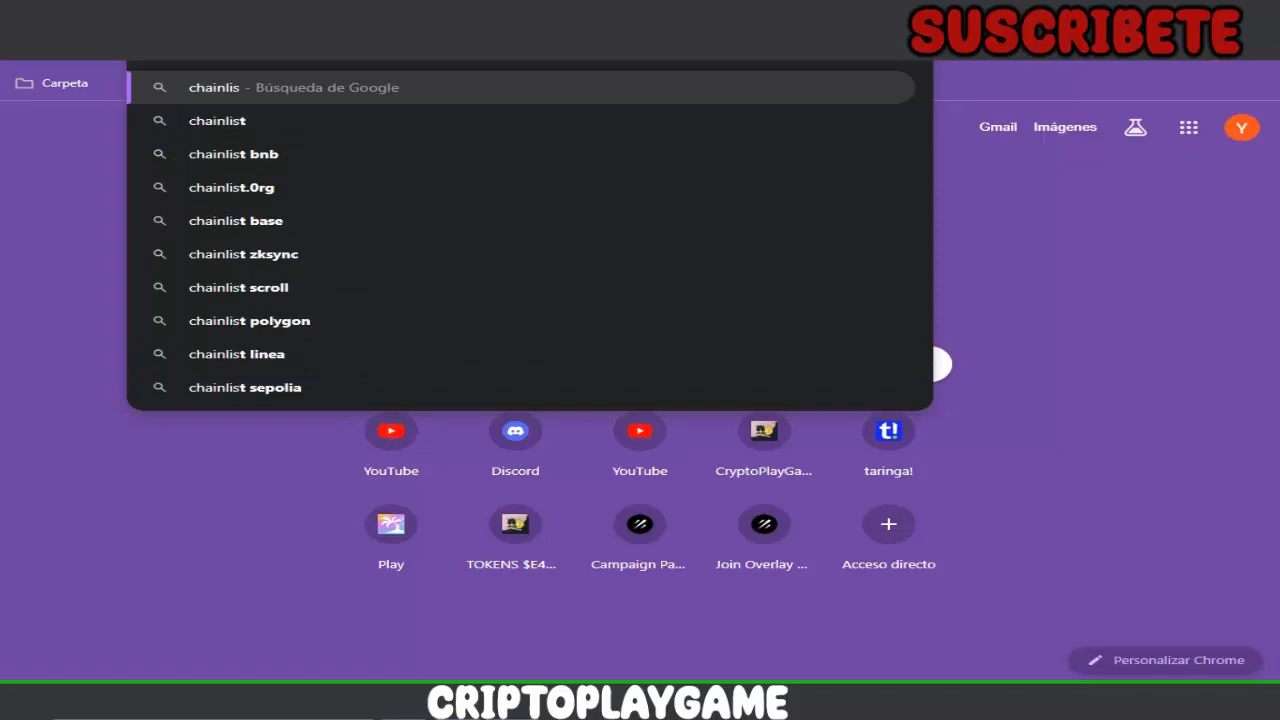 SUSCRIBETE
Carpeta
chainlis - Búsqueda de Google
chainlist
chainlist bnb
chainlist.0rg
chainlist base
chainlist zksync
chainlist scroll
chainlist polygon
chainlist linea
chainlist sepolia
Gmail Imágenes Y
YouTube Discord YouTube CryptoPlayGa... t! taringa!
Play TOKENS $E4... Campaign Pa... Join Overlay ... Acceso directo
Personalizar Chrome
CRIPTOPLAYGAME